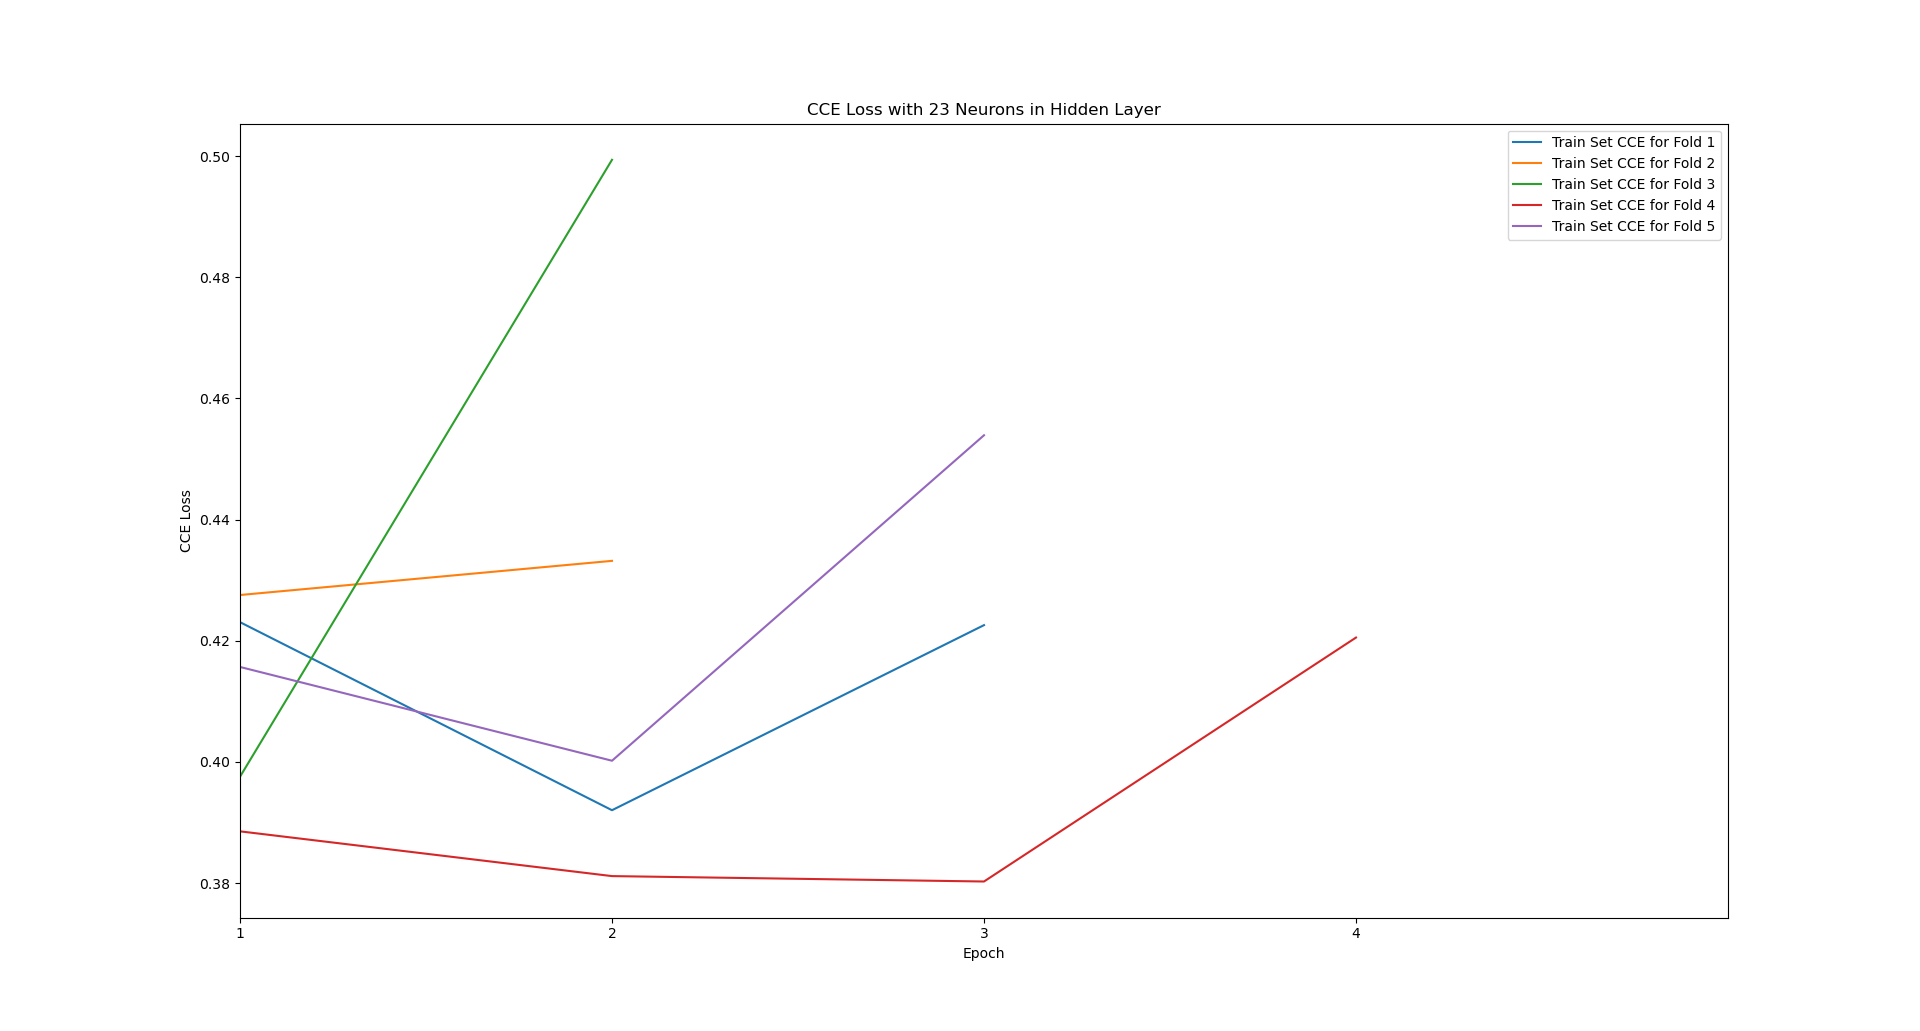 CCE Loss with 23 Neurons in Hidden Layer
Train Set CCE for Fold 1
Train Set CCE for Fold 2
Train Set CCE for Fold 3
Train Set CCE for Fold 4
Train Set CCE for Fold 5
0.50
0.48
0.46
0.44
0.42
0.40
0.38
CCE Loss
1 2 3 4
Epoch